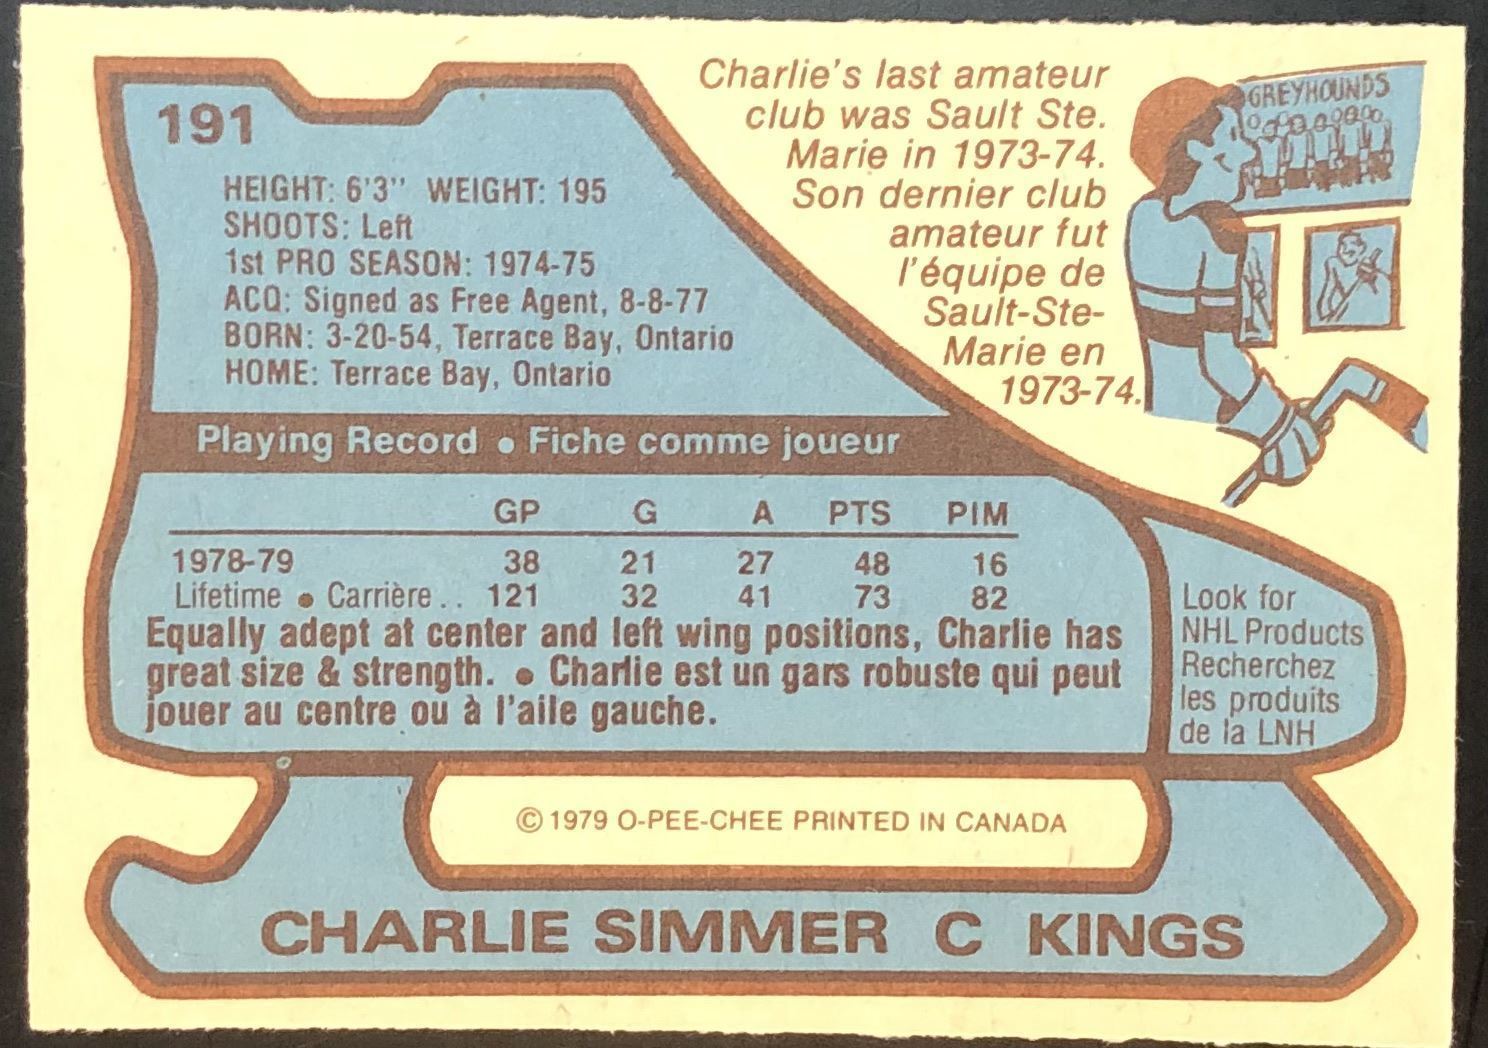 191
HEIGHT: 6'3" WEIGHT: 195
SHOOTS: Left
1st PRO SEASON: 1974-75
ACQ: Signed as Free Agent, 8-8-77
BORN: 3-20-54, Terrace Bay, Ontario
HOME: Terrace Bay, Ontario
Charlie's last amateur
club was Sault Ste.
Marie in 1973-74.
Son dernier club
amateur fut
l'équipe de
Sault-Ste-
Marie en
1973-74.
GREYHOUNDS
Playing Record • Fiche comme joueur
GP G A PTS PIM
1978-79 38 21 27 48 16
Lifetime • Carrière .. 121 32 41 73 82
Equally adept at center and left wing positions, Charlie has
great size & strength. • Charlie est un gars robuste qui peut
jouer au centre ou à l'aile gauche.
Look for
NHL Products
Recherchez
les produits
de la LNH
© 1979 O-PEE-CHEE PRINTED IN CANADA
CHARLIE SIMMER C KINGS